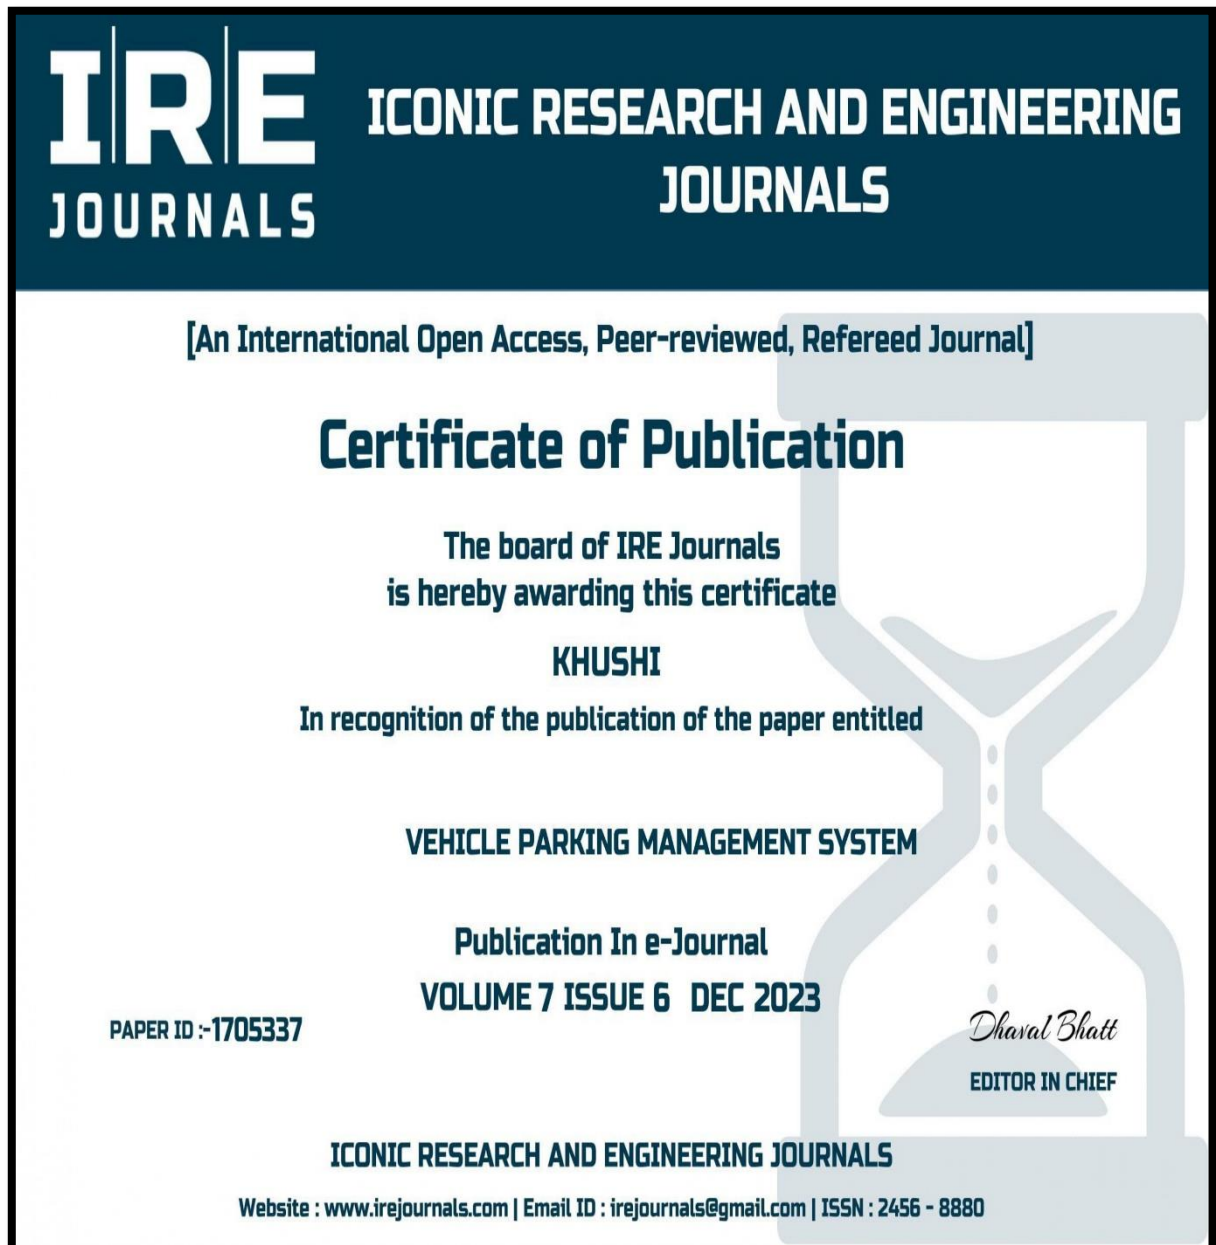 I|R|E
JOURNALS
ICONIC RESEARCH AND ENGINEERING
JOURNALS
[An International Open Access, Peer-reviewed, Refereed Journal]
Certificate of Publication
The board of IRE Journals
is hereby awarding this certificate
KHUSHI
In recognition of the publication of the paper entitled
VEHICLE PARKING MANAGEMENT SYSTEM
Publication In e-Journal
VOLUME 7 ISSUE 6 DEC 2023
PAPER ID :-1705337
Dhaval Bhatt
EDITOR IN CHIEF
ICONIC RESEARCH AND ENGINEERING JOURNALS
Website : www.irejournals.com | Email ID : irejournals@gmail.com | ISSN : 2456 - 8880